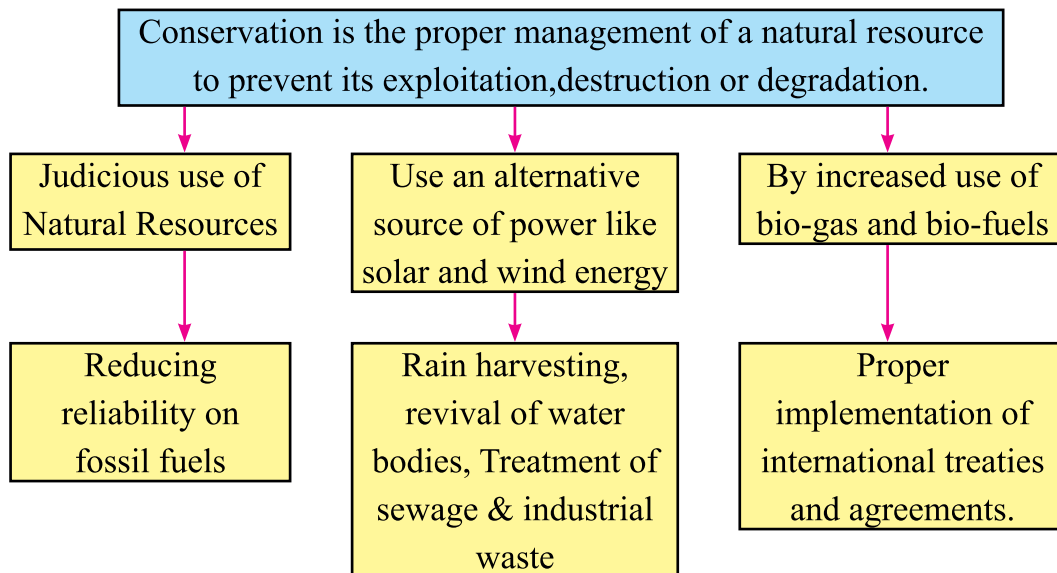 Conservation is the proper management of a natural resource
to prevent its exploitation,destruction or degradation.
Judicious use of
Natural Resources
Use an alternative
source of power like
solar and wind energy
By increased use of
bio-gas and bio-fuels
Reducing
reliability on
fossil fuels
Rain harvesting,
revival of water
bodies, Treatment of
sewage & industrial
waste
Proper
implementation of
international treaties
and agreements.